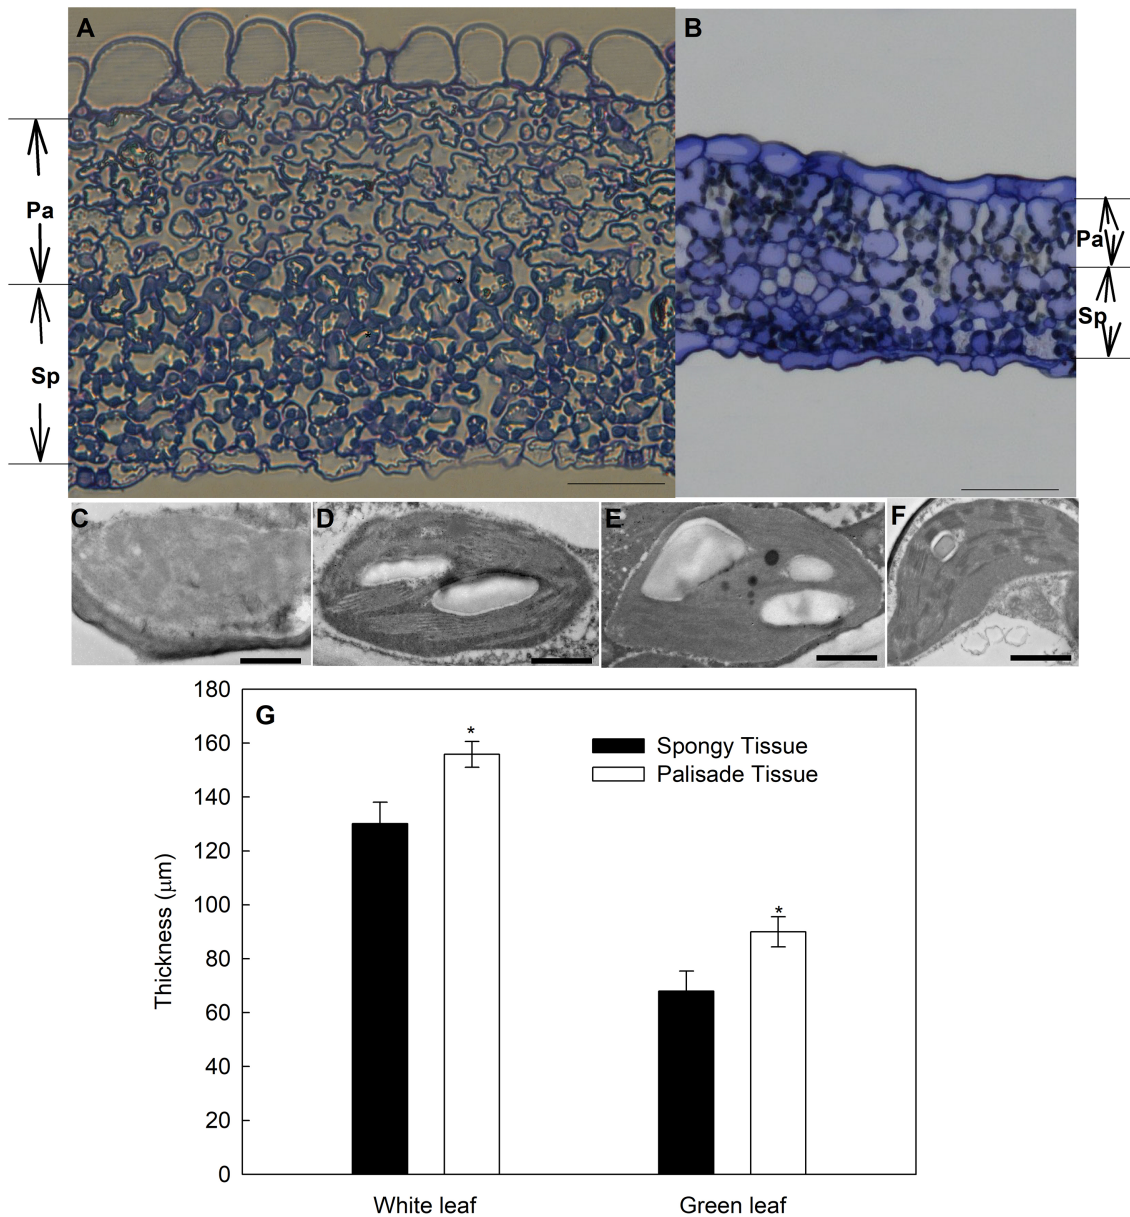 A
B
Pa
Sp
Pa
Sp
C
D
E
F
G
180
160
140
120
100
80
60
40
20
0
Thickness (μm)
*
*
Spongy Tissue
Palisade Tissue
White leaf
Green leaf